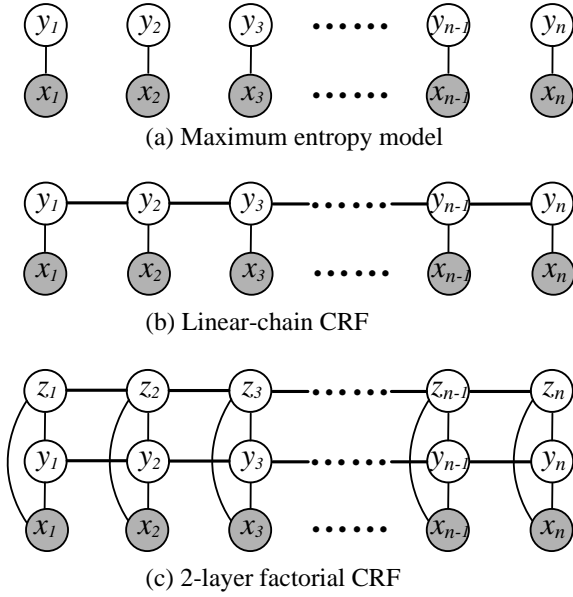 y1 y2 y3 ...... yn-1 yn
x1 x2 x3 ...... xn-1 xn
(a) Maximum entropy model
y1 y2 y3 ...... yn-1 yn
x1 x2 x3 ...... xn-1 xn
(b) Linear-chain CRF
z1 z2 z3 ...... zn-1 zn
y1 y2 y3 ...... yn-1 yn
x1 x2 x3 ...... xn-1 xn
(c) 2-layer factorial CRF